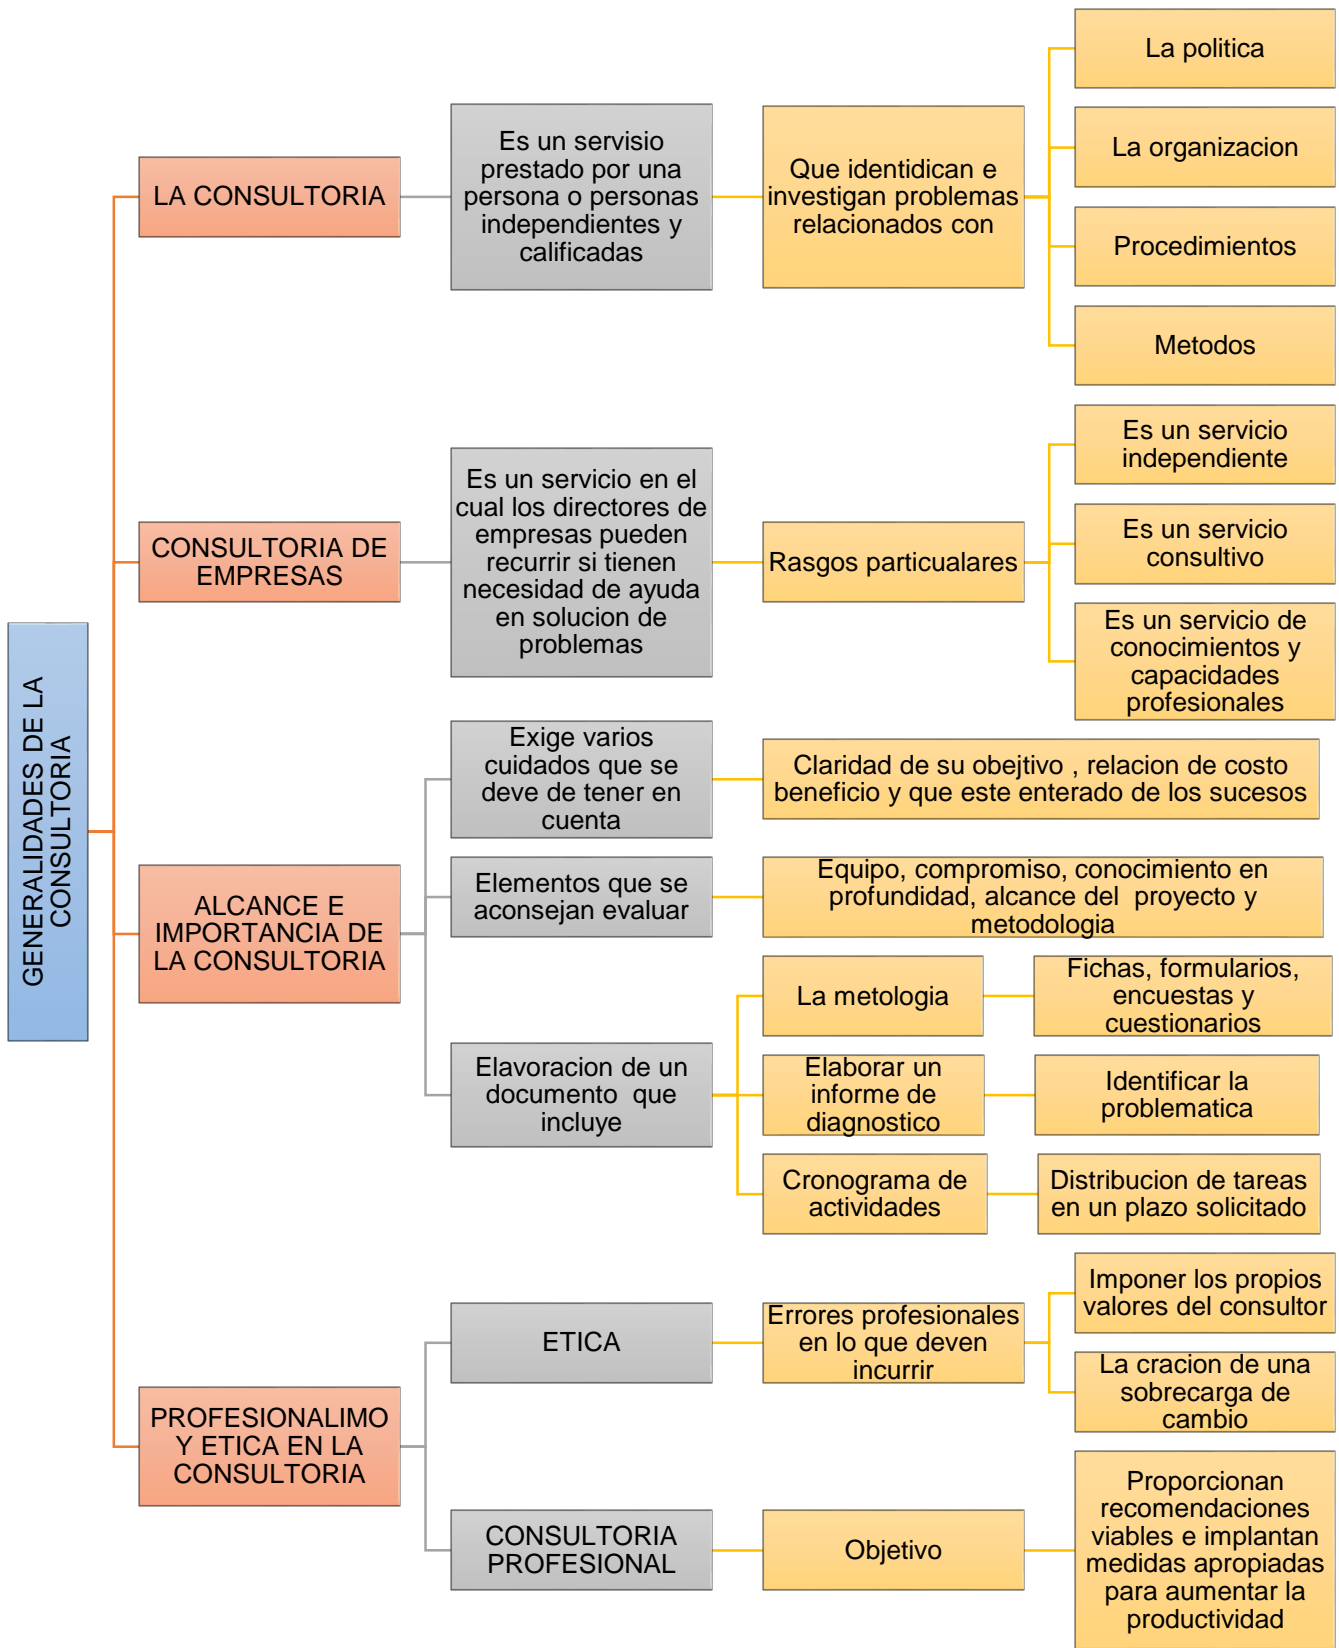 GENERALIDADES DE LA
CONSULTORIA
LA CONSULTORIA
Es un servisio
prestado por una
persona o personas
independientes y
calificadas
Que identidican e
investigan problemas
relacionados con
La politica
La organizacion
Procedimientos
Metodos
CONSULTORIA DE
EMPRESAS
Es un servicio en el
cual los directores de
empresas pueden
recurrir si tienen
necesidad de ayuda
en solucion de
problemas
Rasgos particualares
Es un servicio
independiente
Es un servicio
consultivo
Es un servicio de
conocimientos y
capacidades
profesionales
ALCANCE E
IMPORTANCIA DE
LA CONSULTORIA
Exige varios
cuidados que se
deve de tener en
cuenta
Claridad de su obejtivo , relacion de costo
beneficio y que este enterado de los sucesos
Elementos que se
aconsejan evaluar
Equipo, compromiso, conocimiento en
profundidad, alcance del proyecto y
metodologia
Elavoracion de un
documento que
incluye
La metologia
Fichas, formularios,
encuestas y
cuestionarios
Elaborar un
informe de
diagnostico
Identificar la
problematica
Cronograma de
actividades
Distribucion de tareas
en un plazo solicitado
PROFESIONALIMO
Y ETICA EN LA
CONSULTORIA
ETICA
Errores profesionales
en lo que deven
incurrir
Imponer los propios
valores del consultor
La cracion de una
sobrecarga de
cambio
CONSULTORIA
PROFESIONAL
Objetivo
Proporcionan
recomendaciones
viables e implantan
medidas apropiadas
para aumentar la
productividad